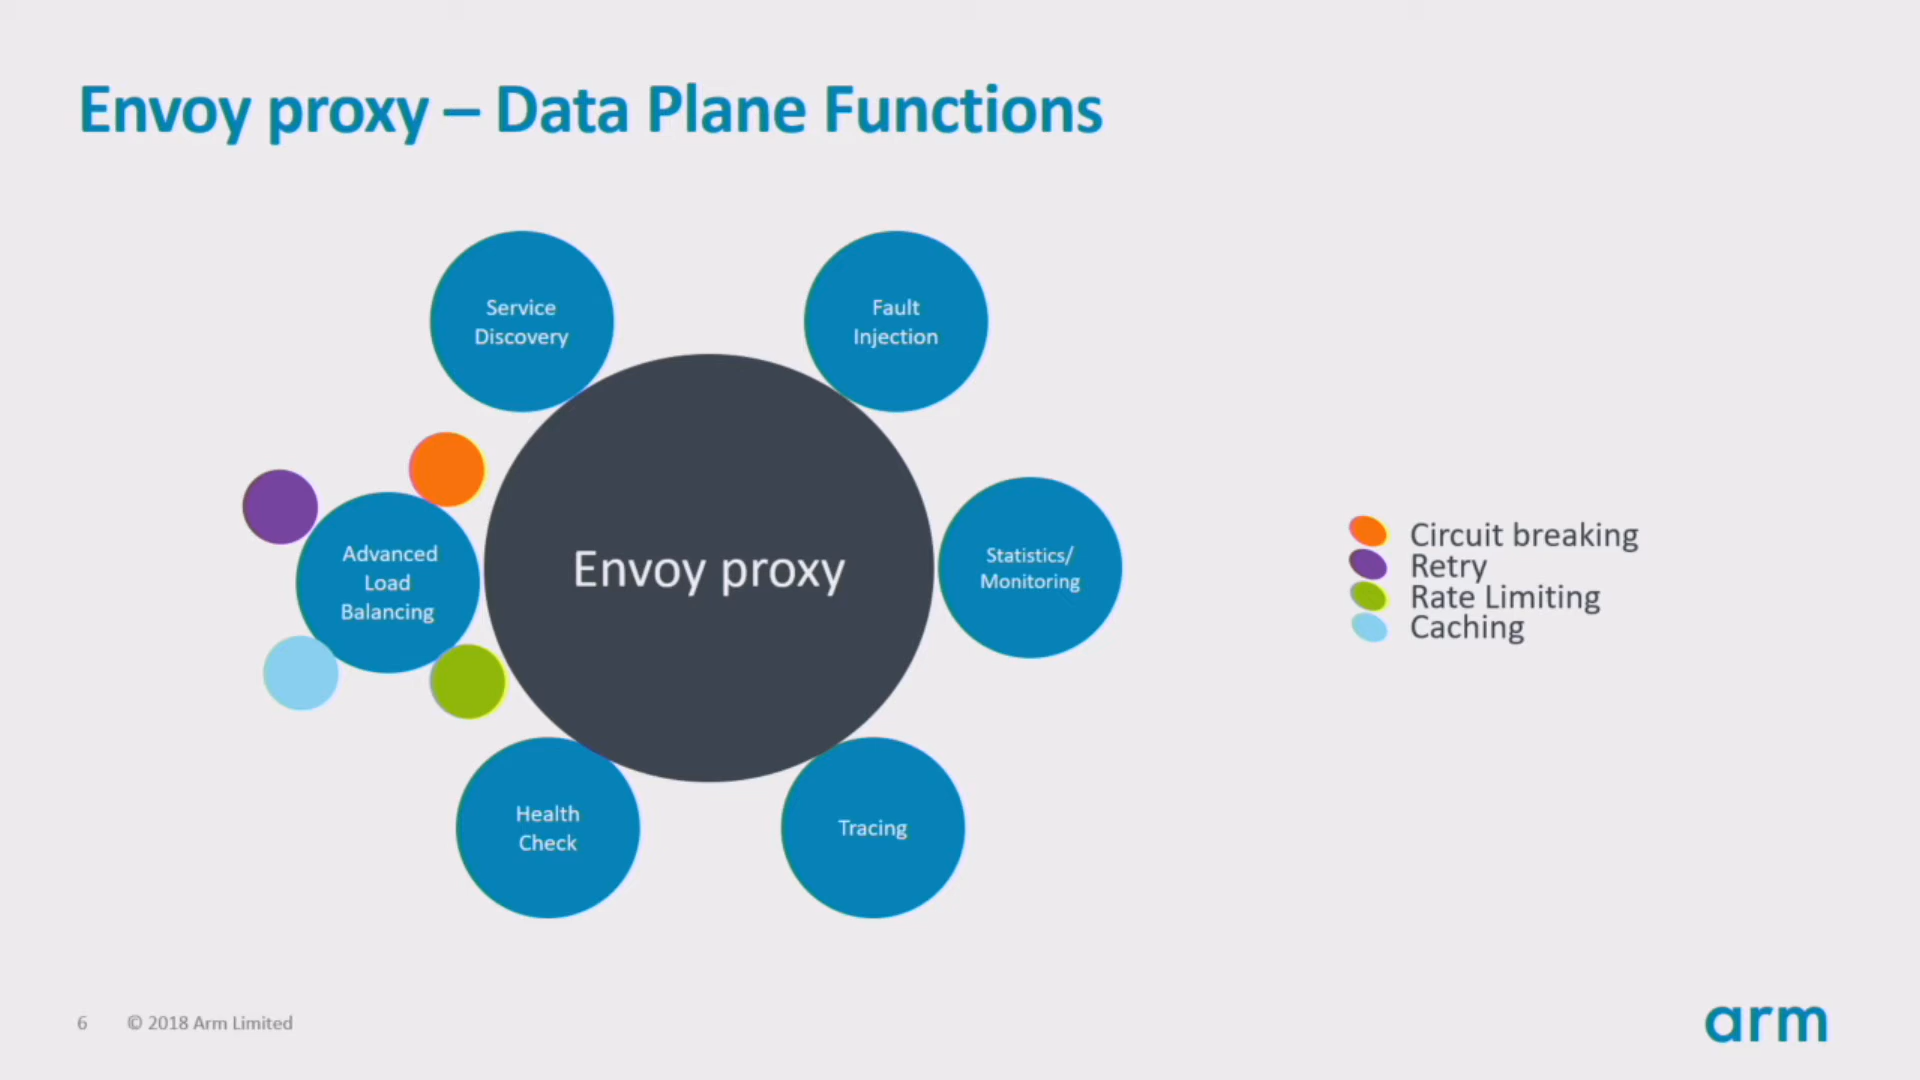 Envoy proxy – Data Plane Functions
Service
Discovery
Fault
Injection
Advanced
Load
Balancing
Envoy proxy
Statistics/
Monitoring
Circuit breaking
Retry
Rate Limiting
Caching
Health
Check
Tracing
6 © 2018 Arm Limited
arm